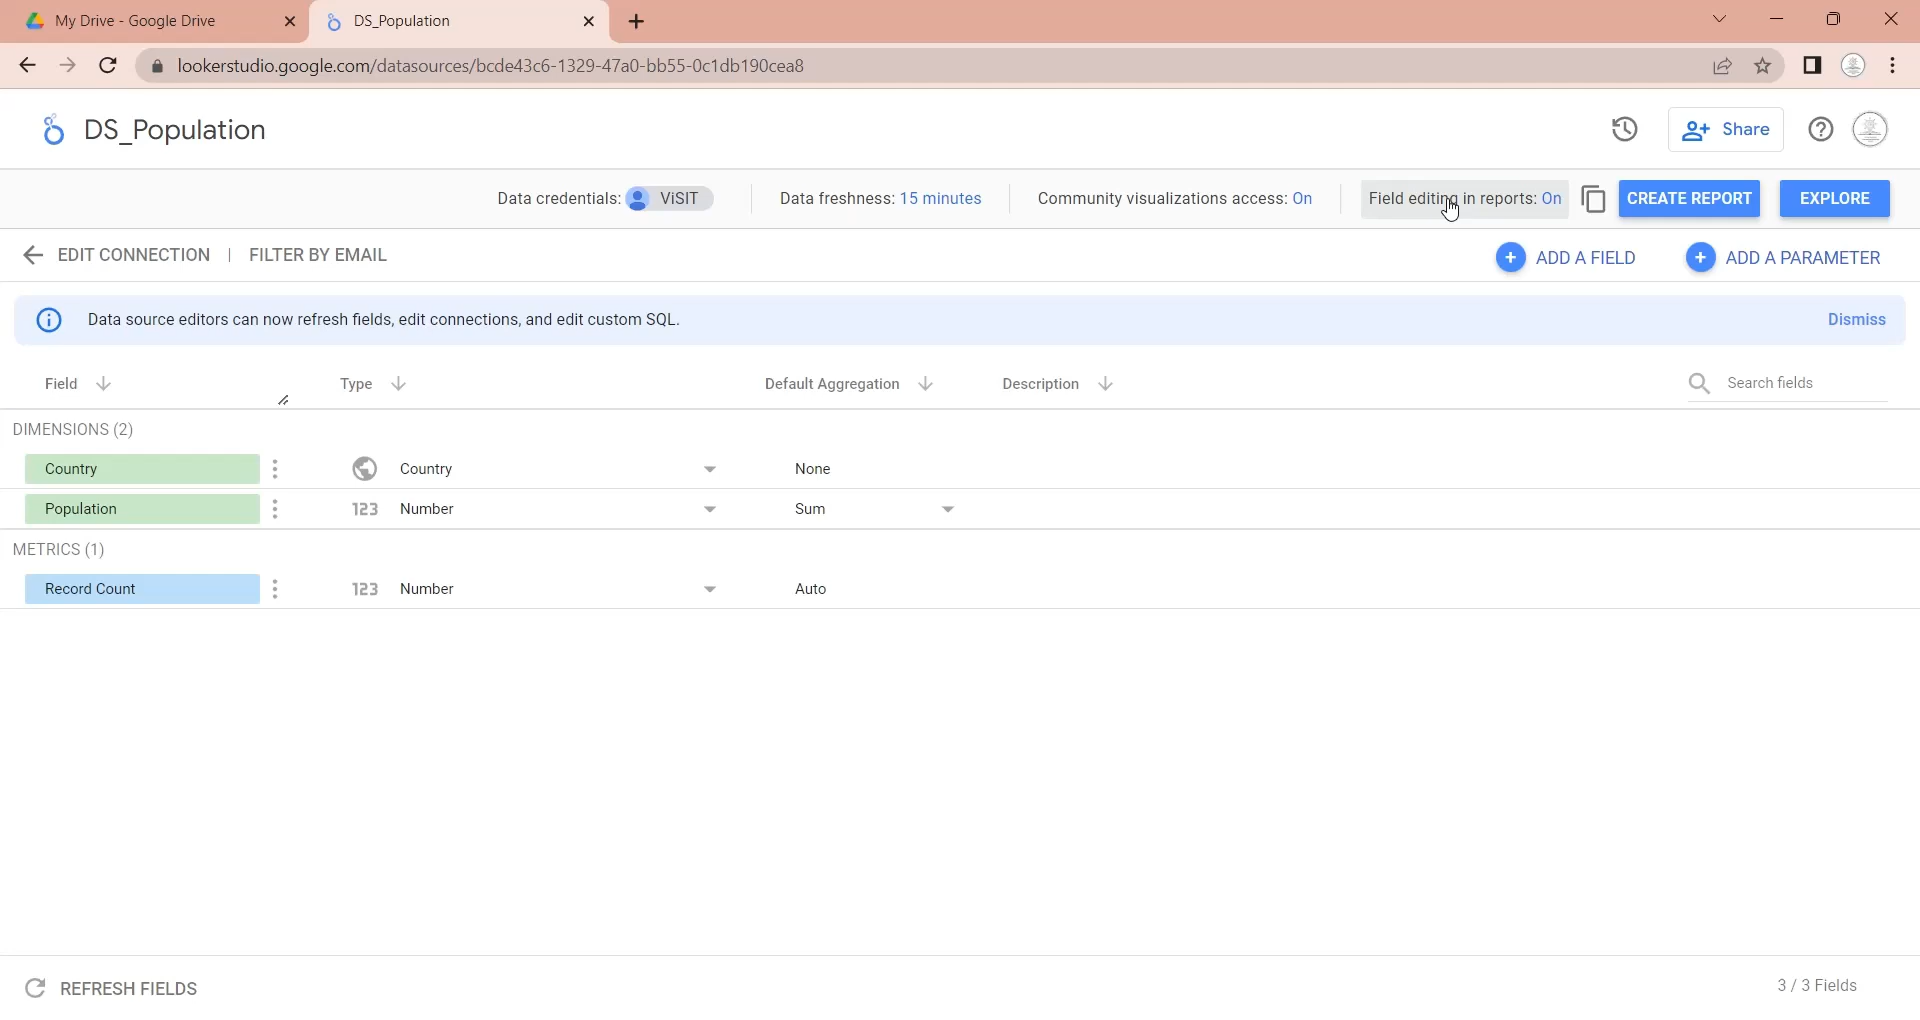 My Drive - Google Drive
DS_Population
lookerstudio.google.com/datasources/bcde43c6-1329-47a0-bb55-0c1db190cea8
DS_Population
Share
Data credentials: ViSIT
Data freshness: 15 minutes
Community visualizations access: On
Field editing in reports: On
CREATE REPORT
EXPLORE
EDIT CONNECTION | FILTER BY EMAIL
ADD A FIELD
ADD A PARAMETER
Data source editors can now refresh fields, edit connections, and edit custom SQL.
Dismiss
Field
Type
Default Aggregation
Description
Search fields
DIMENSIONS (2)
Country
Country
None
Population
123 Number
Sum
METRICS (1)
Record Count
123 Number
Auto
REFRESH FIELDS
3 / 3 Fields